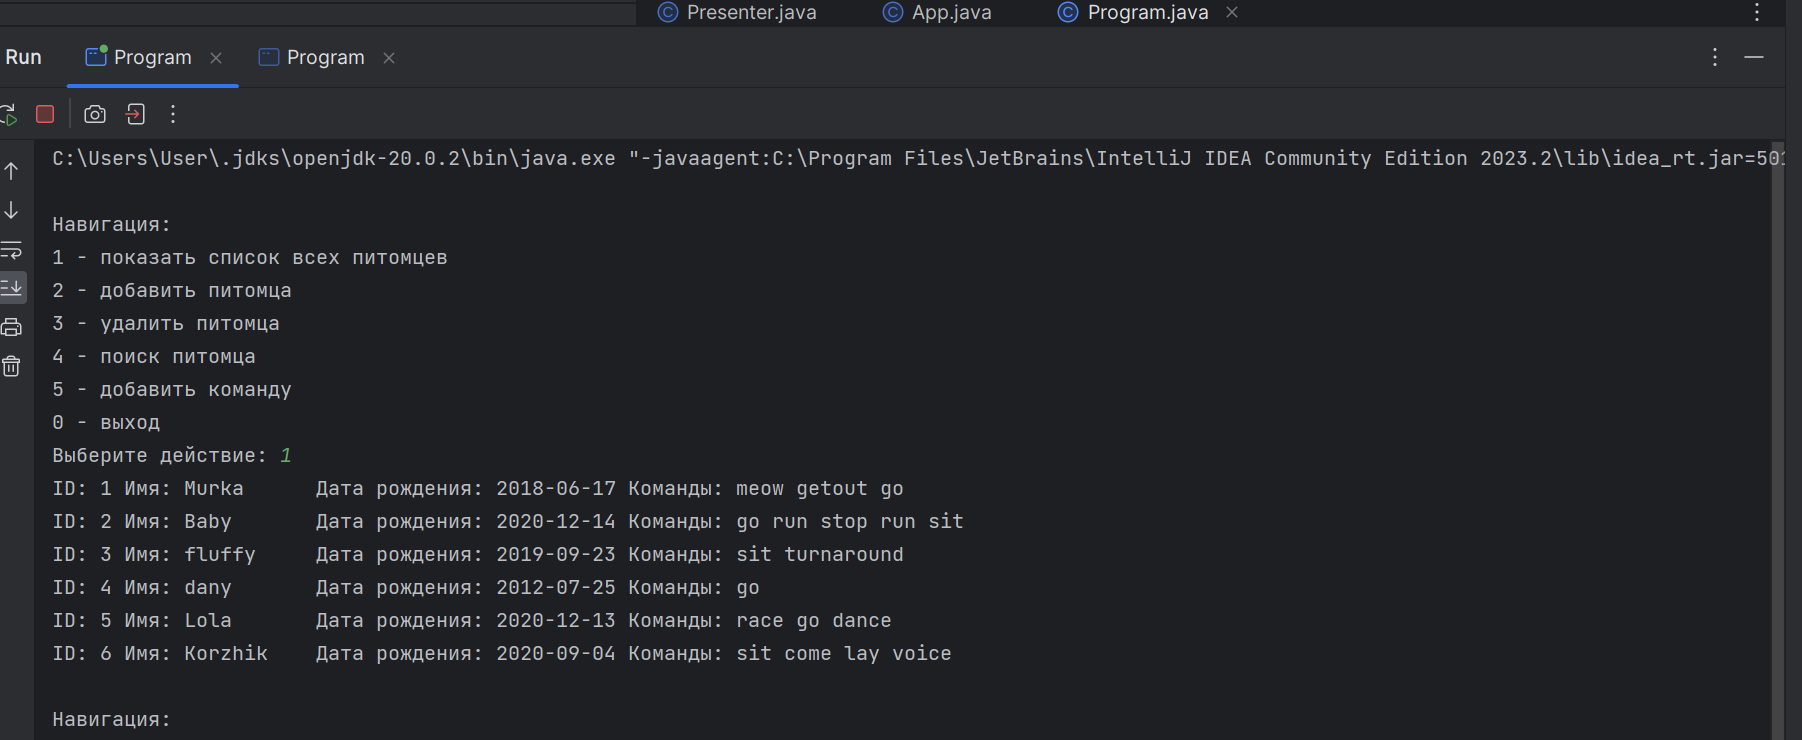 Presenter.java App.java Program.java
Run Program Program
C:\Users\User\.jdks\openjdk-20.0.2\bin\java.exe "-javaagent:C:\Program Files\JetBrains\IntelliJ IDEA Community Edition 2023.2\lib\idea_rt.jar=501
Навигация:
1 - показать список всех питомцев
2 - добавить питомца
3 - удалить питомца
4 - поиск питомца
5 - добавить команду
0 - выход
Выберите действие: 1
ID: 1 Имя: Murka Дата рождения: 2018-06-17 Команды: meow getout go
ID: 2 Имя: Baby Дата рождения: 2020-12-14 Команды: go run stop run sit
ID: 3 Имя: fluffy Дата рождения: 2019-09-23 Команды: sit turnaround
ID: 4 Имя: dany Дата рождения: 2012-07-25 Команды: go
ID: 5 Имя: Lola Дата рождения: 2020-12-13 Команды: race go dance
ID: 6 Имя: Korzhik Дата рождения: 2020-09-04 Команды: sit come lay voice
Навигация: